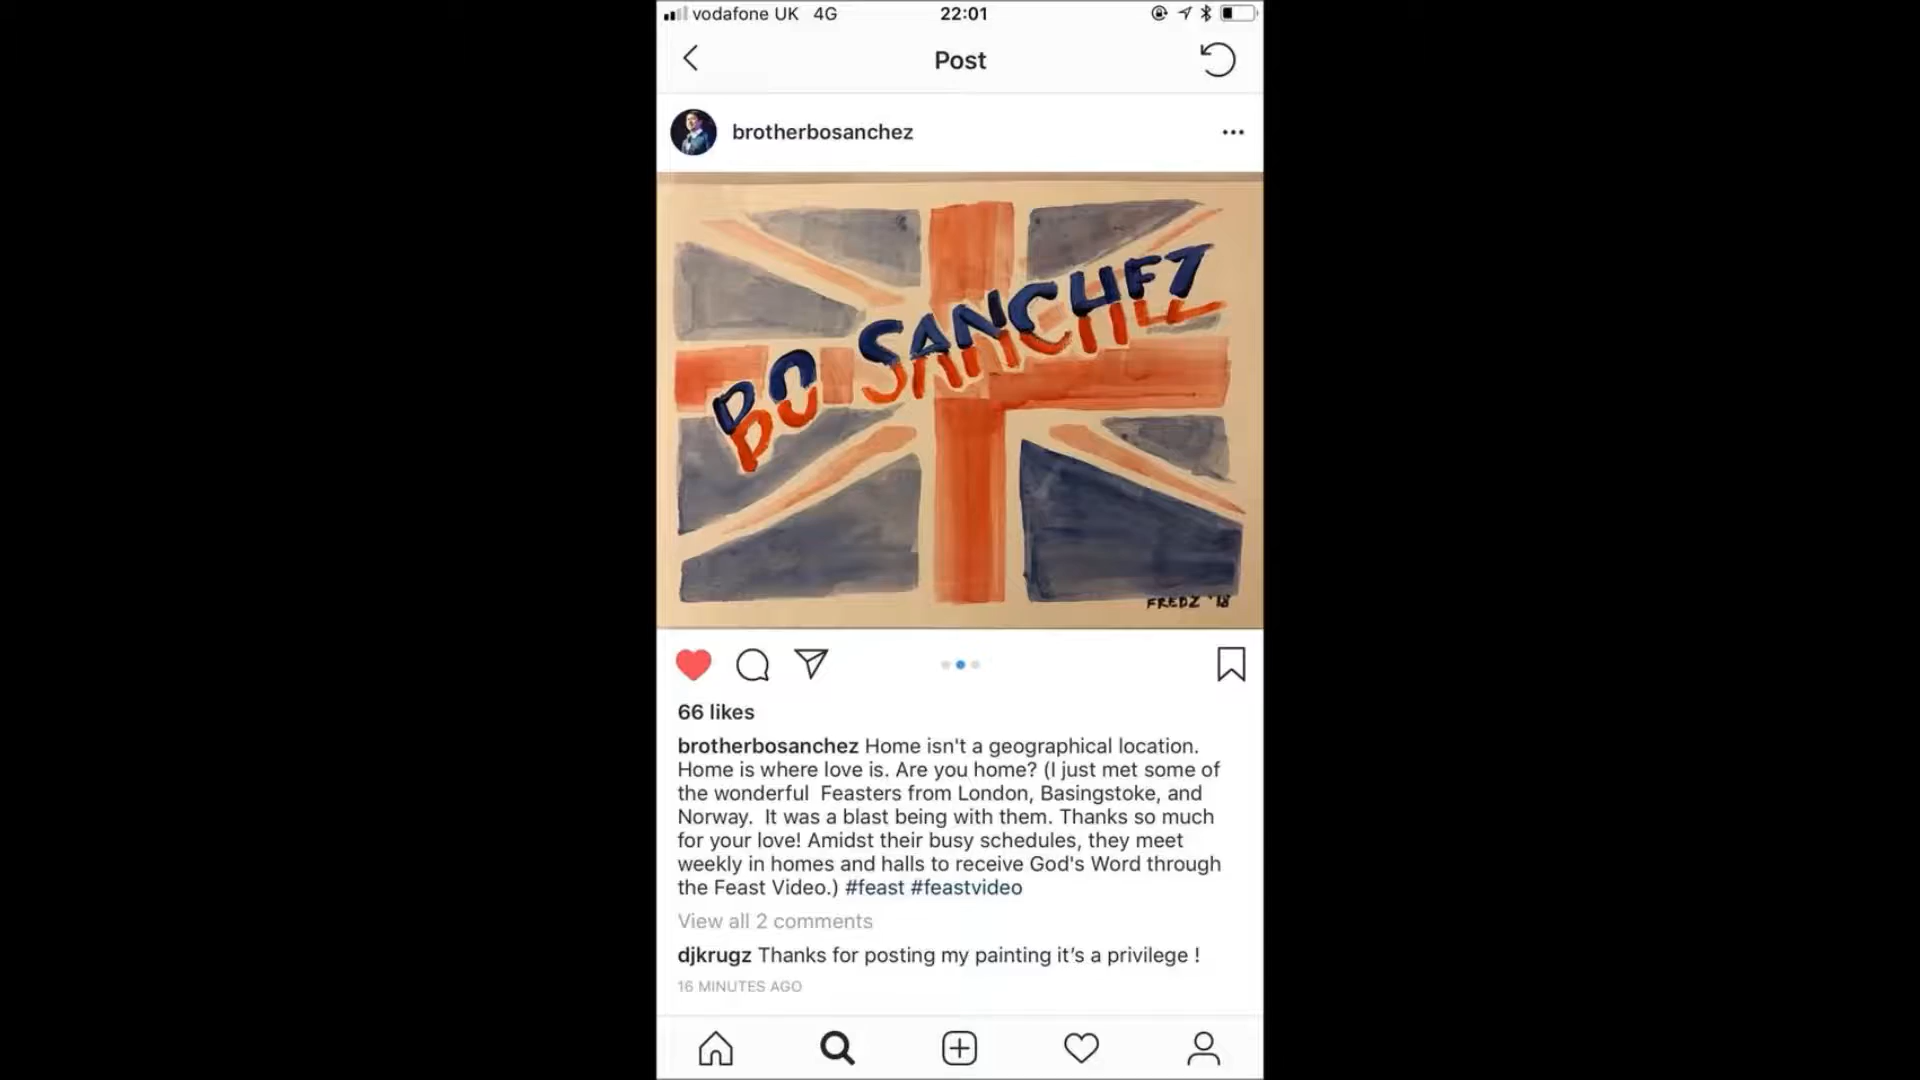 vodafone UK 4G 22:01
Post
brotherbosanchez
BO SANCHEZ
FREDZ '18
66 likes
brotherbosanchez Home isn't a geographical location.
Home is where love is. Are you home? (I just met some of
the wonderful  Feasters from London, Basingstoke, and
Norway.  It was a blast being with them. Thanks so much
for your love! Amidst their busy schedules, they meet
weekly in homes and halls to receive God's Word through
the Feast Video.) #feast #feastvideo
View all 2 comments
djkrugz Thanks for posting my painting it’s a privilege !
16 MINUTES AGO